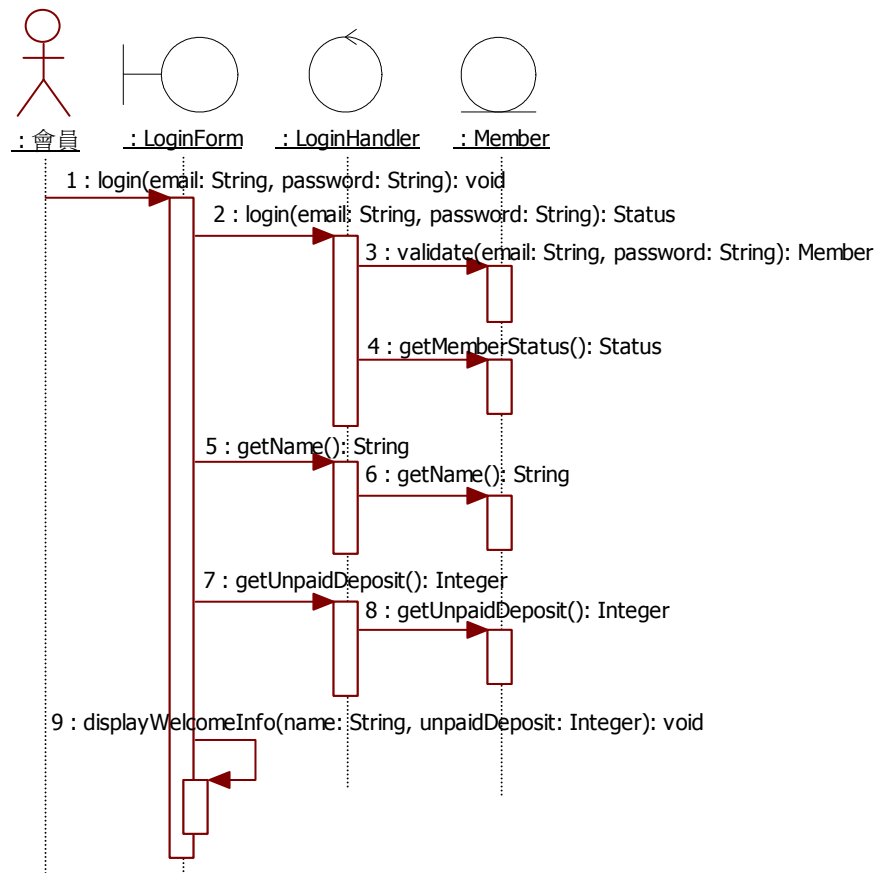 : 會員
: LoginForm
: LoginHandler
: Member
1 : login(email: String, password: String): void
2 : login(email: String, password: String): Status
3 : validate(email: String, password: String): Member
4 : getMemberStatus(): Status
5 : getName(): String
6 : getName(): String
7 : getUnpaidDeposit(): Integer
8 : getUnpaidDeposit(): Integer
9 : displayWelcomeInfo(name: String, unpaidDeposit: Integer): void